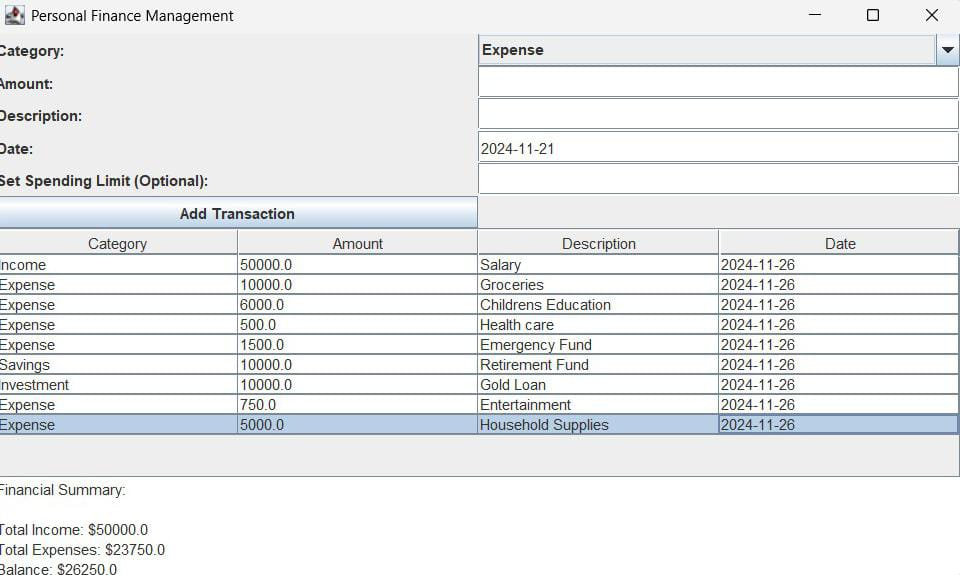 Personal Finance Management
Category: Expense
Amount:
Description:
Date: 2024-11-21
Set Spending Limit (Optional):
Add Transaction
Category Amount Description Date
Income 50000.0 Salary 2024-11-26
Expense 10000.0 Groceries 2024-11-26
Expense 6000.0 Childrens Education 2024-11-26
Expense 500.0 Health care 2024-11-26
Expense 1500.0 Emergency Fund 2024-11-26
Savings 10000.0 Retirement Fund 2024-11-26
Investment 10000.0 Gold Loan 2024-11-26
Expense 750.0 Entertainment 2024-11-26
Expense 5000.0 Household Supplies 2024-11-26
Financial Summary:
Total Income: $50000.0
Total Expenses: $23750.0
Balance: $26250.0